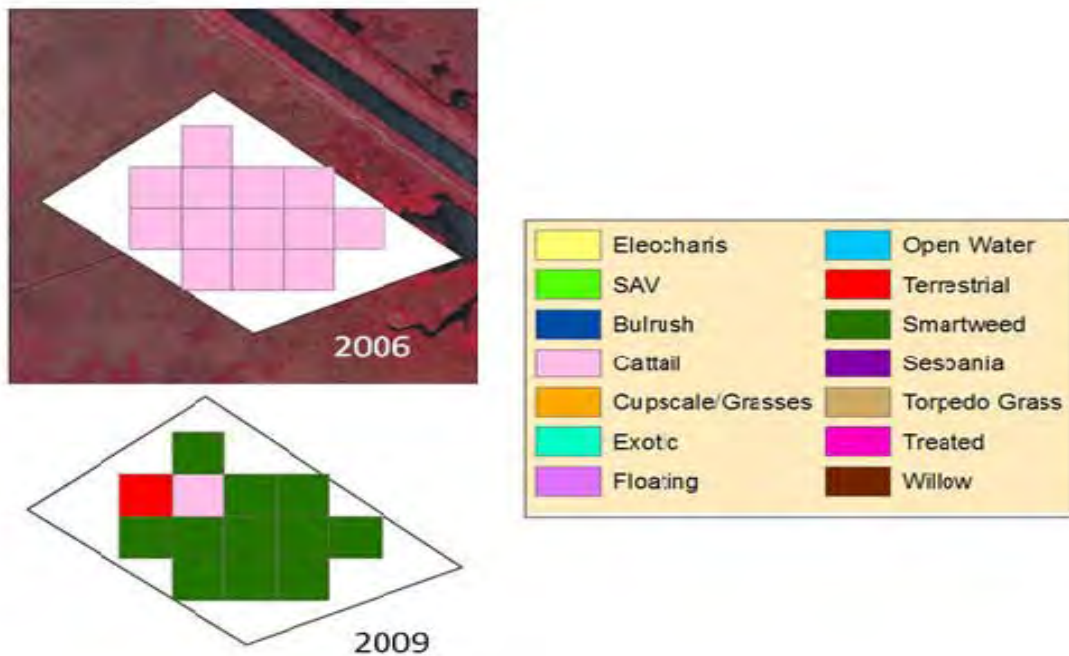 2006
2009
Eleocharis
SAV
Bulrush
Cattail
Cupscale/Grasses
Exotic
Floating
Open Water
Terrestrial
Smartweed
Sesbania
Torpedo Grass
Treated
Willow